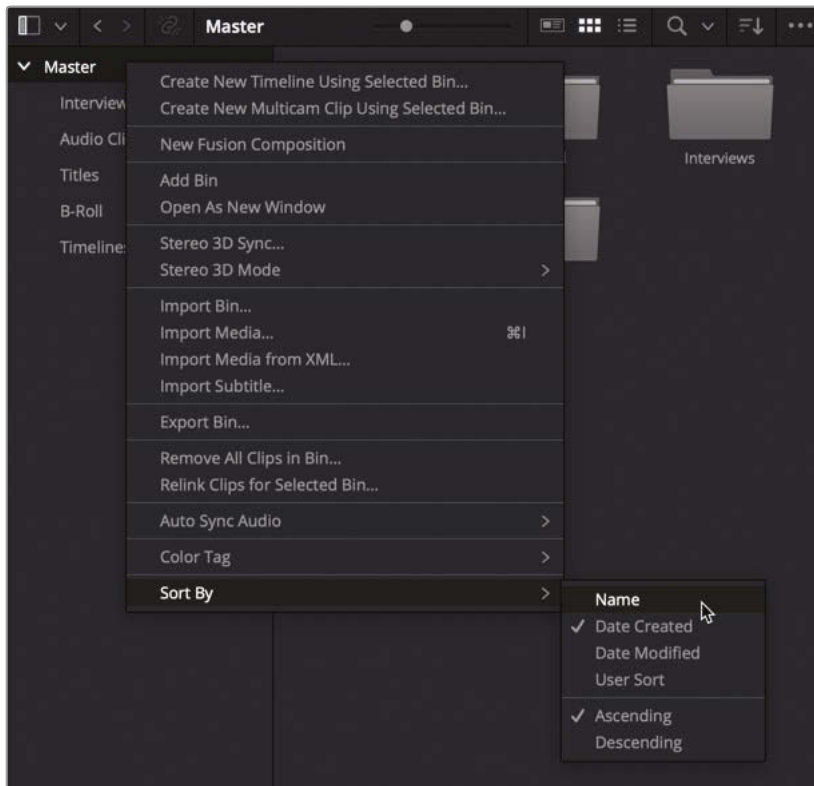 Master
Master
Interview
Audio Cli
Titles
B-Roll
Timeline
Create New Timeline Using Selected Bin...
Create New Multicam Clip Using Selected Bin...
New Fusion Composition
Add Bin
Open As New Window
Stereo 3D Sync...
Stereo 3D Mode
Import Bin...
Import Media... ⌘I
Import Media from XML...
Import Subtitle...
Export Bin...
Remove All Clips in Bin...
Relink Clips for Selected Bin...
Auto Sync Audio
Color Tag
Sort By
Name
Date Created
Date Modified
User Sort
Ascending
Descending
Interviews